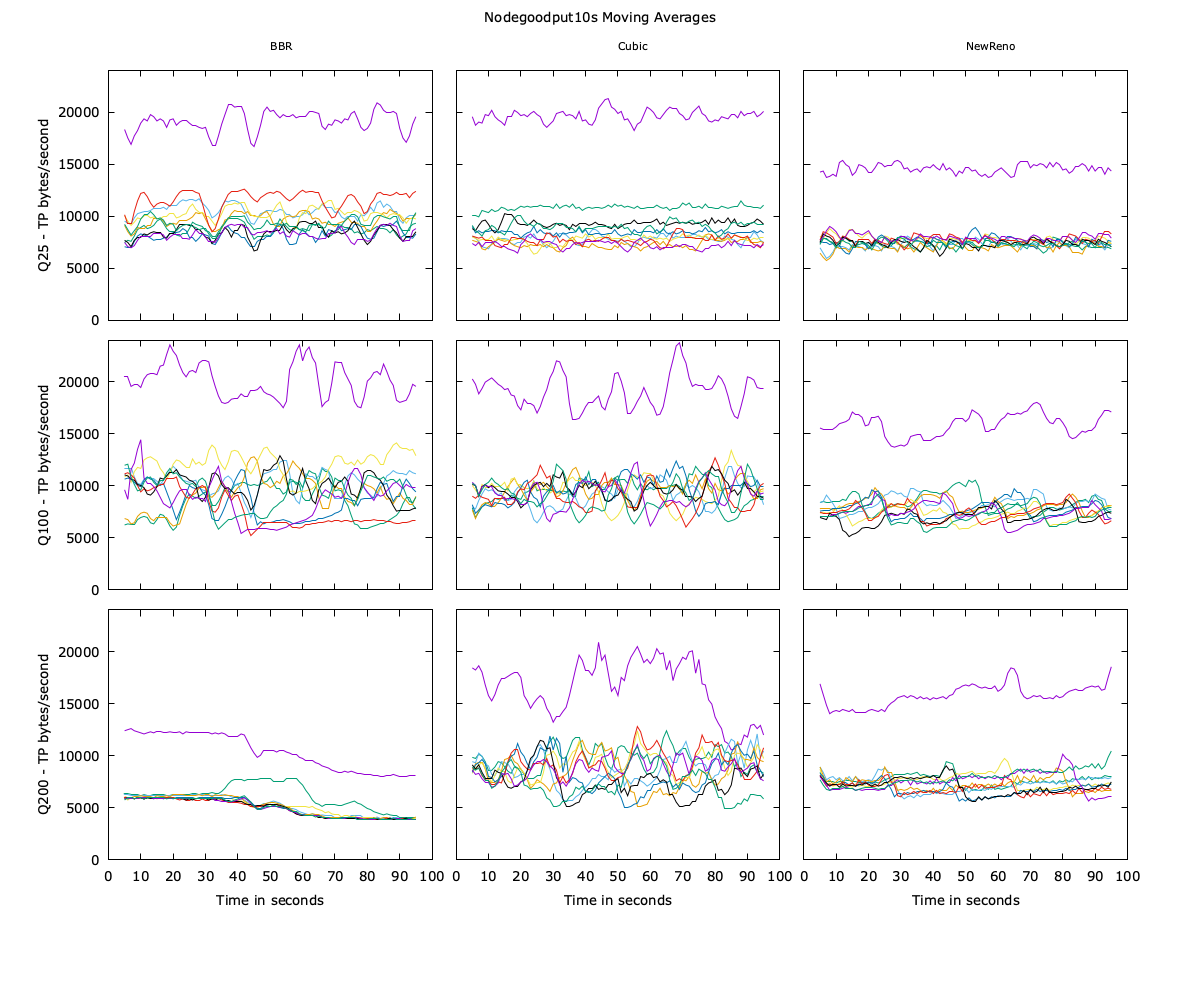 Nodegoodput10s Moving Averages
BBR Cubic NewReno
Q25 - TP bytes/second
20000
15000
10000
5000
0
Q100 - TP bytes/second
20000
15000
10000
5000
0
Q200 - TP bytes/second
20000
15000
10000
5000
0
0 10 20 30 40 50 60 70 80 90 100
0 10 20 30 40 50 60 70 80 90 100
0 10 20 30 40 50 60 70 80 90 100
Time in seconds Time in seconds Time in seconds